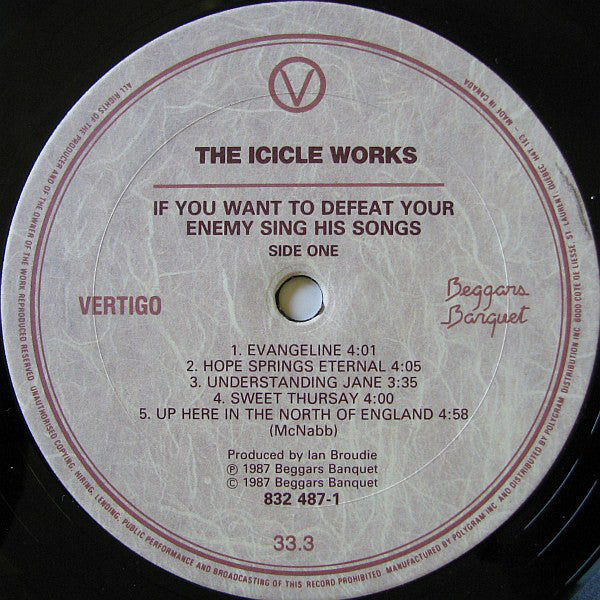 V
THE ICICLE WORKS
IF YOU WANT TO DEFEAT YOUR
ENEMY SING HIS SONGS
SIDE ONE
VERTIGO
Beggars
Banquet
1. EVANGELINE 4:01
2. HOPE SPRINGS ETERNAL 4:05
3. UNDERSTANDING JANE 3:35
4. SWEET THURSAY 4:00
5. UP HERE IN THE NORTH OF ENGLAND 4:58
(McNabb)
Produced by Ian Broudie
Ⓟ 1987 Beggars Banquet
© 1987 Beggars Banquet
832 487-1
33.3
ALL RIGHTS OF THE PRODUCER AND OF THE OWNER OF THE WORK REPRODUCED RESERVED. UNAUTHORISED COPYING, HIRING, LENDING, PUBLIC PERFORMANCE AND BROADCASTING OF THIS RECORD PROHIBITED. MANUFACTURED BY POLYGRAM INC AND DISTRIBUTED BY POLYGRAM DISTRIBUTION INC 6000 COTE DE LIESSE, ST. LAURENT QUEBEC H4T 1E3 - MADE IN CANADA